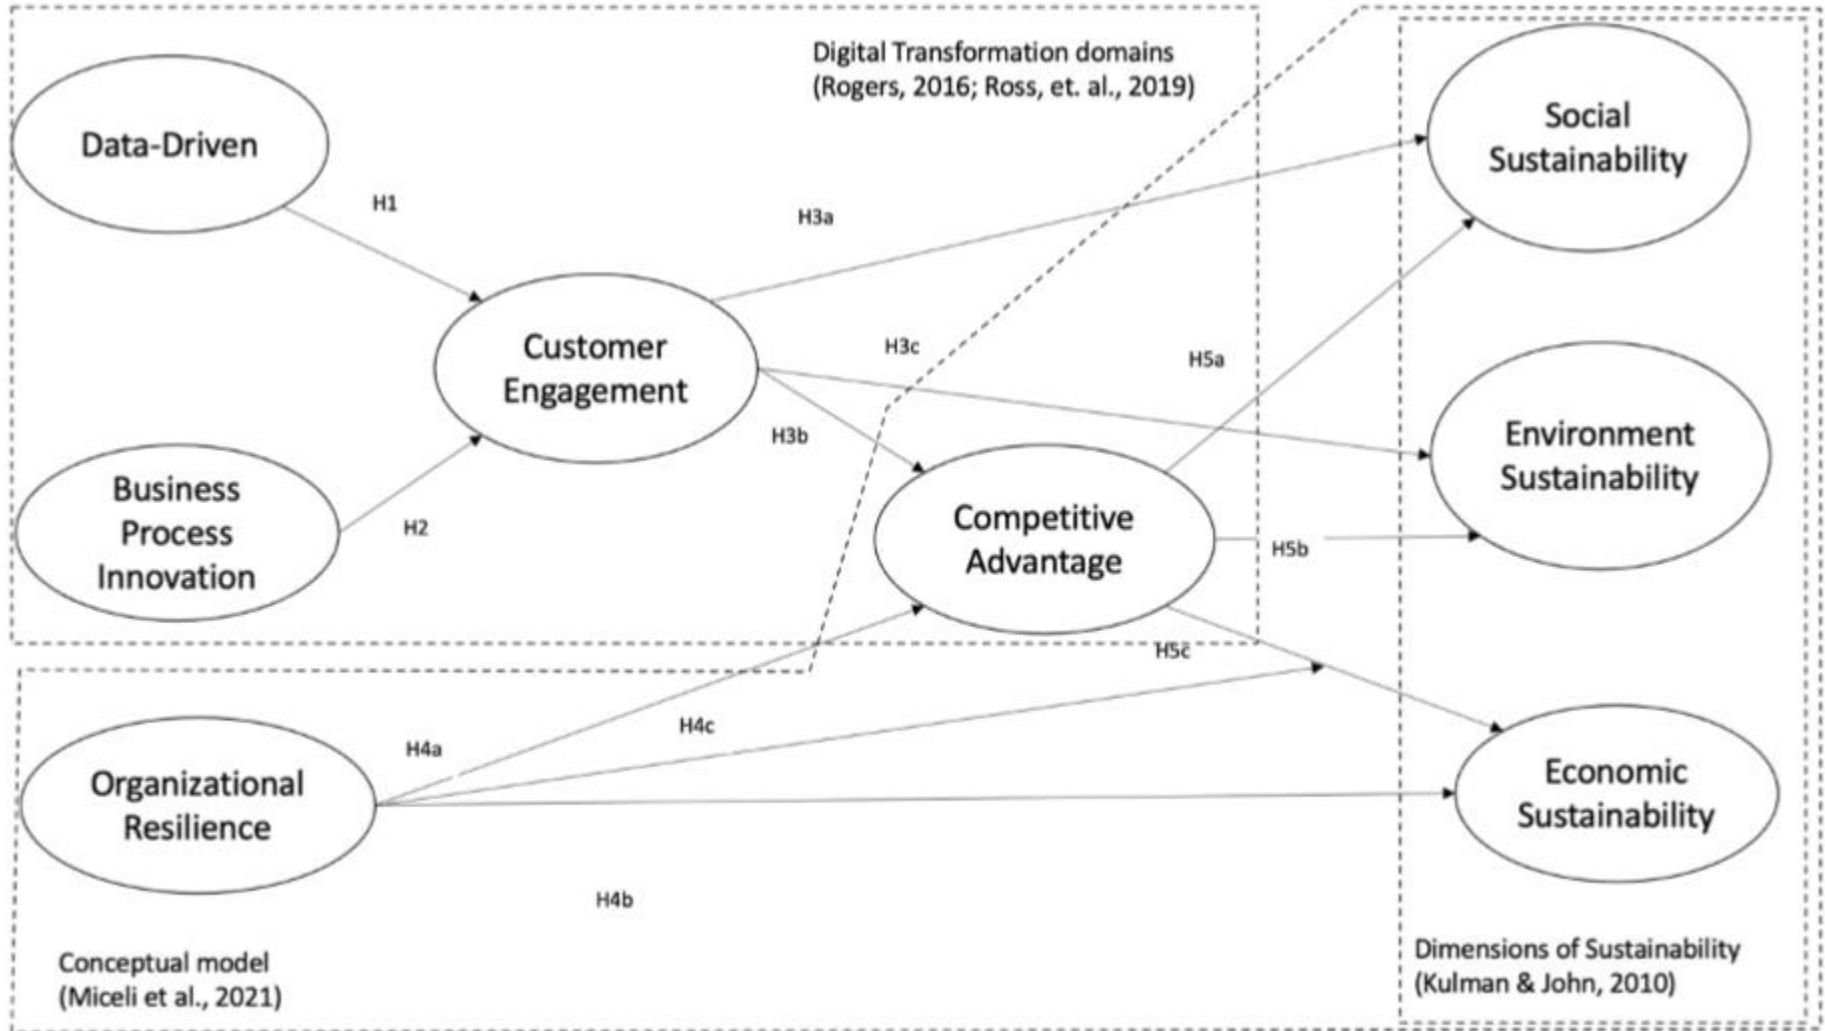 Digital Transformation domains
(Rogers, 2016; Ross, et. al., 2019)
Data-Driven
Social
Sustainability
H1
H3a
Customer
Engagement
H3c
H5a
H3b
Environment
Sustainability
Business
Process
Innovation
H2
Competitive
Advantage
H5b
H5c
H4a
H4c
Organizational
Resilience
Economic
Sustainability
H4b
Conceptual model
(Miceli et al., 2021)
Dimensions of Sustainability
(Kulman & John, 2010)